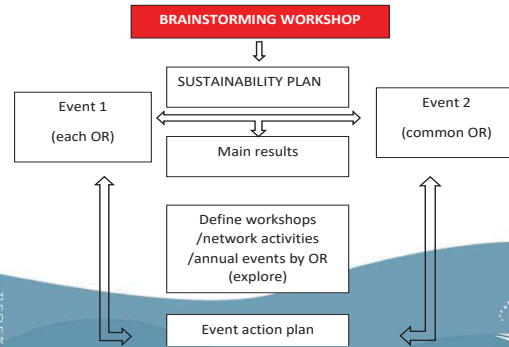 BRAINSTORMING WORKSHOP
SUSTAINABILITY PLAN
Event 1
(each OR)
Event 2
(common OR)
Main results
Define workshops
/network activities
/annual events by OR
(explore)
Event action plan